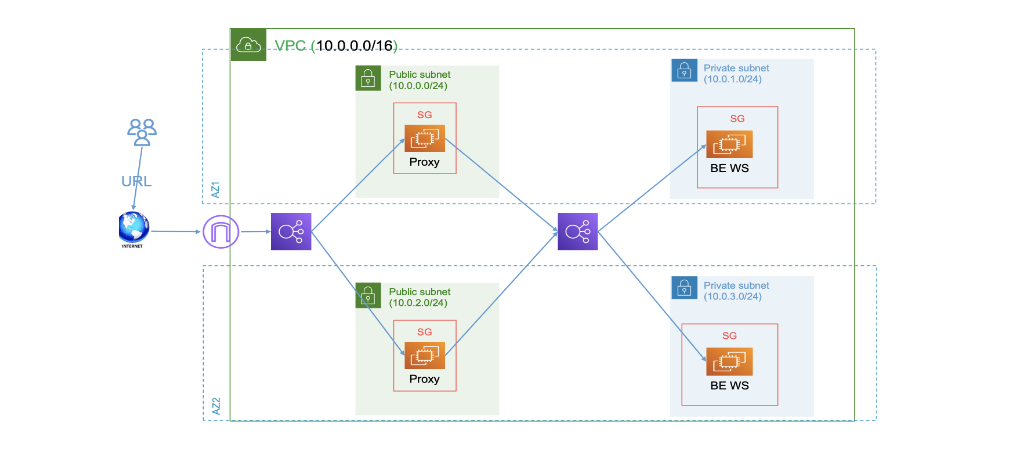 VPC (10.0.0.0/16)
Public subnet
(10.0.0.0/24)
SG
Proxy
Private subnet
(10.0.1.0/24)
SG
BE WS
URL
AZ1
INTERNET
Public subnet
(10.0.2.0/24)
SG
Proxy
Private subnet
(10.0.3.0/24)
SG
BE WS
AZ2